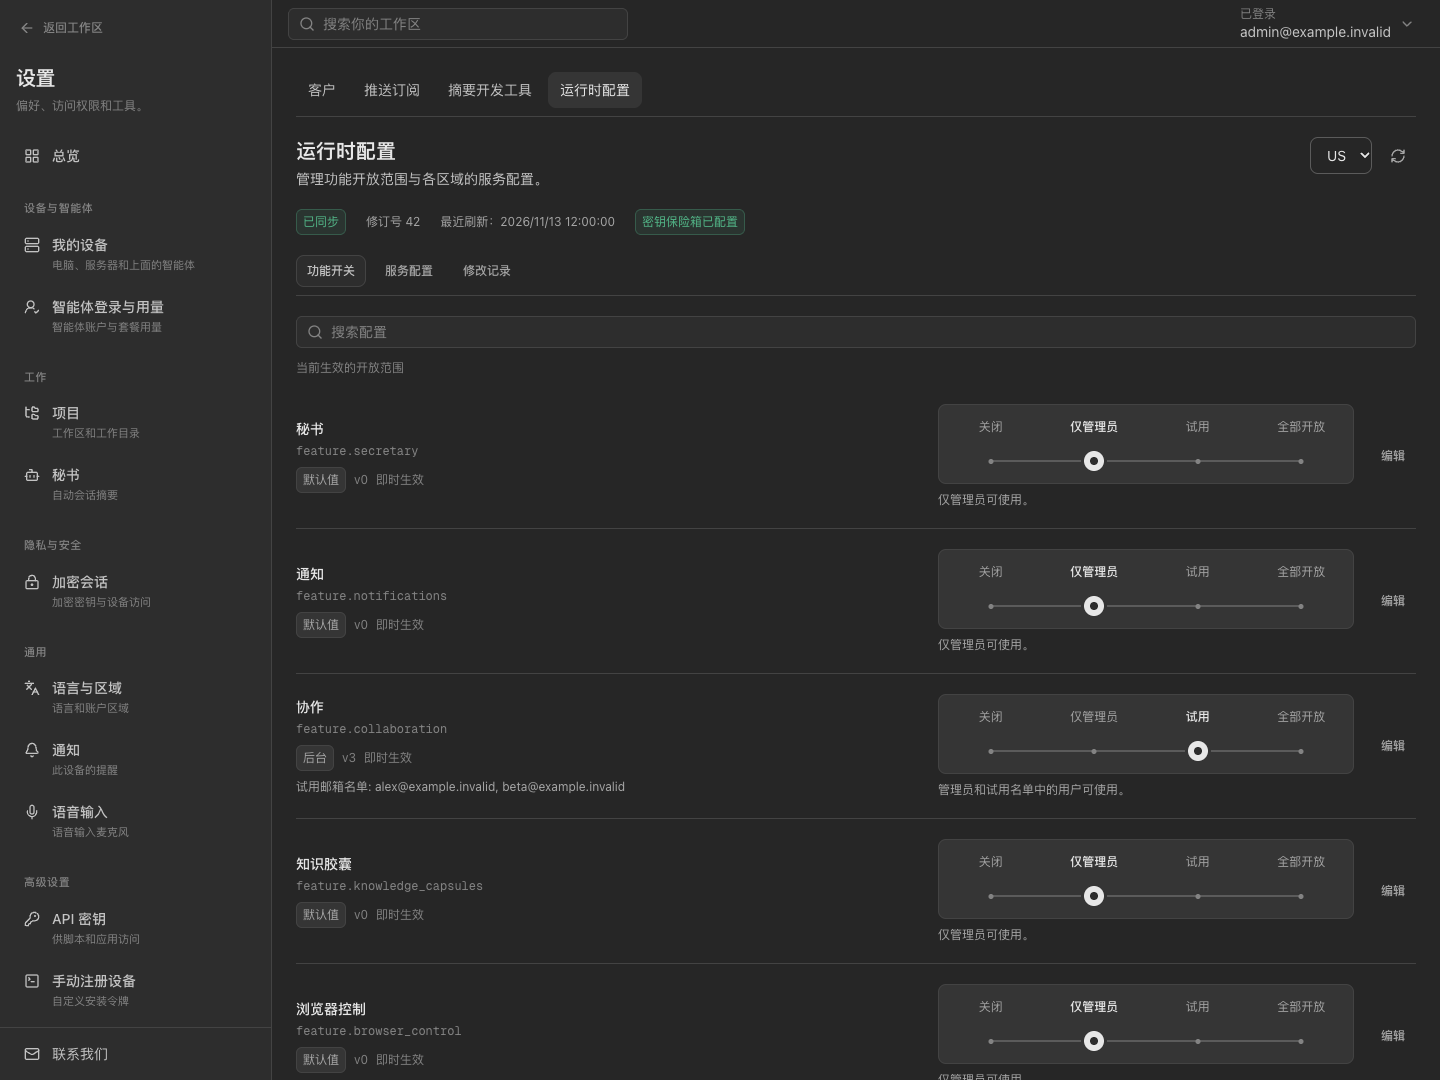 返回工作区
设置
偏好、访问权限和工具。
总览
设备与智能体
我的设备
电脑、服务器和上面的智能体
智能体登录与用量
智能体账户与套餐用量
工作
项目
工作区和工作目录
秘书
自动会话摘要
隐私与安全
加密会话
加密密钥与设备访问
通用
语言与区域
语言和账户区域
通知
此设备的提醒
语音输入
语音输入麦克风
高级设置
API 密钥
供脚本和应用访问
手动注册设备
自定义安装令牌
联系我们
搜索你的工作区
已登录
admin@example.invalid
客户 推送订阅 摘要开发工具 运行时配置
运行时配置
管理功能开放范围与各区域的服务配置。
US
已同步 修订号 42 最近刷新：2026/11/13 12:00:00 密钥保险箱已配置
功能开关 服务配置 修改记录
搜索配置
当前生效的开放范围
秘书
feature.secretary
默认值 v0 即时生效
关闭 仅管理员 试用 全部开放
仅管理员可使用。
编辑
通知
feature.notifications
默认值 v0 即时生效
关闭 仅管理员 试用 全部开放
仅管理员可使用。
编辑
协作
feature.collaboration
后台 v3 即时生效
试用邮箱名单: alex@example.invalid, beta@example.invalid
关闭 仅管理员 试用 全部开放
管理员和试用名单中的用户可使用。
编辑
知识胶囊
feature.knowledge_capsules
默认值 v0 即时生效
关闭 仅管理员 试用 全部开放
仅管理员可使用。
编辑
浏览器控制
feature.browser_control
默认值 v0 即时生效
关闭 仅管理员 试用 全部开放
仅管理员可使用。
编辑